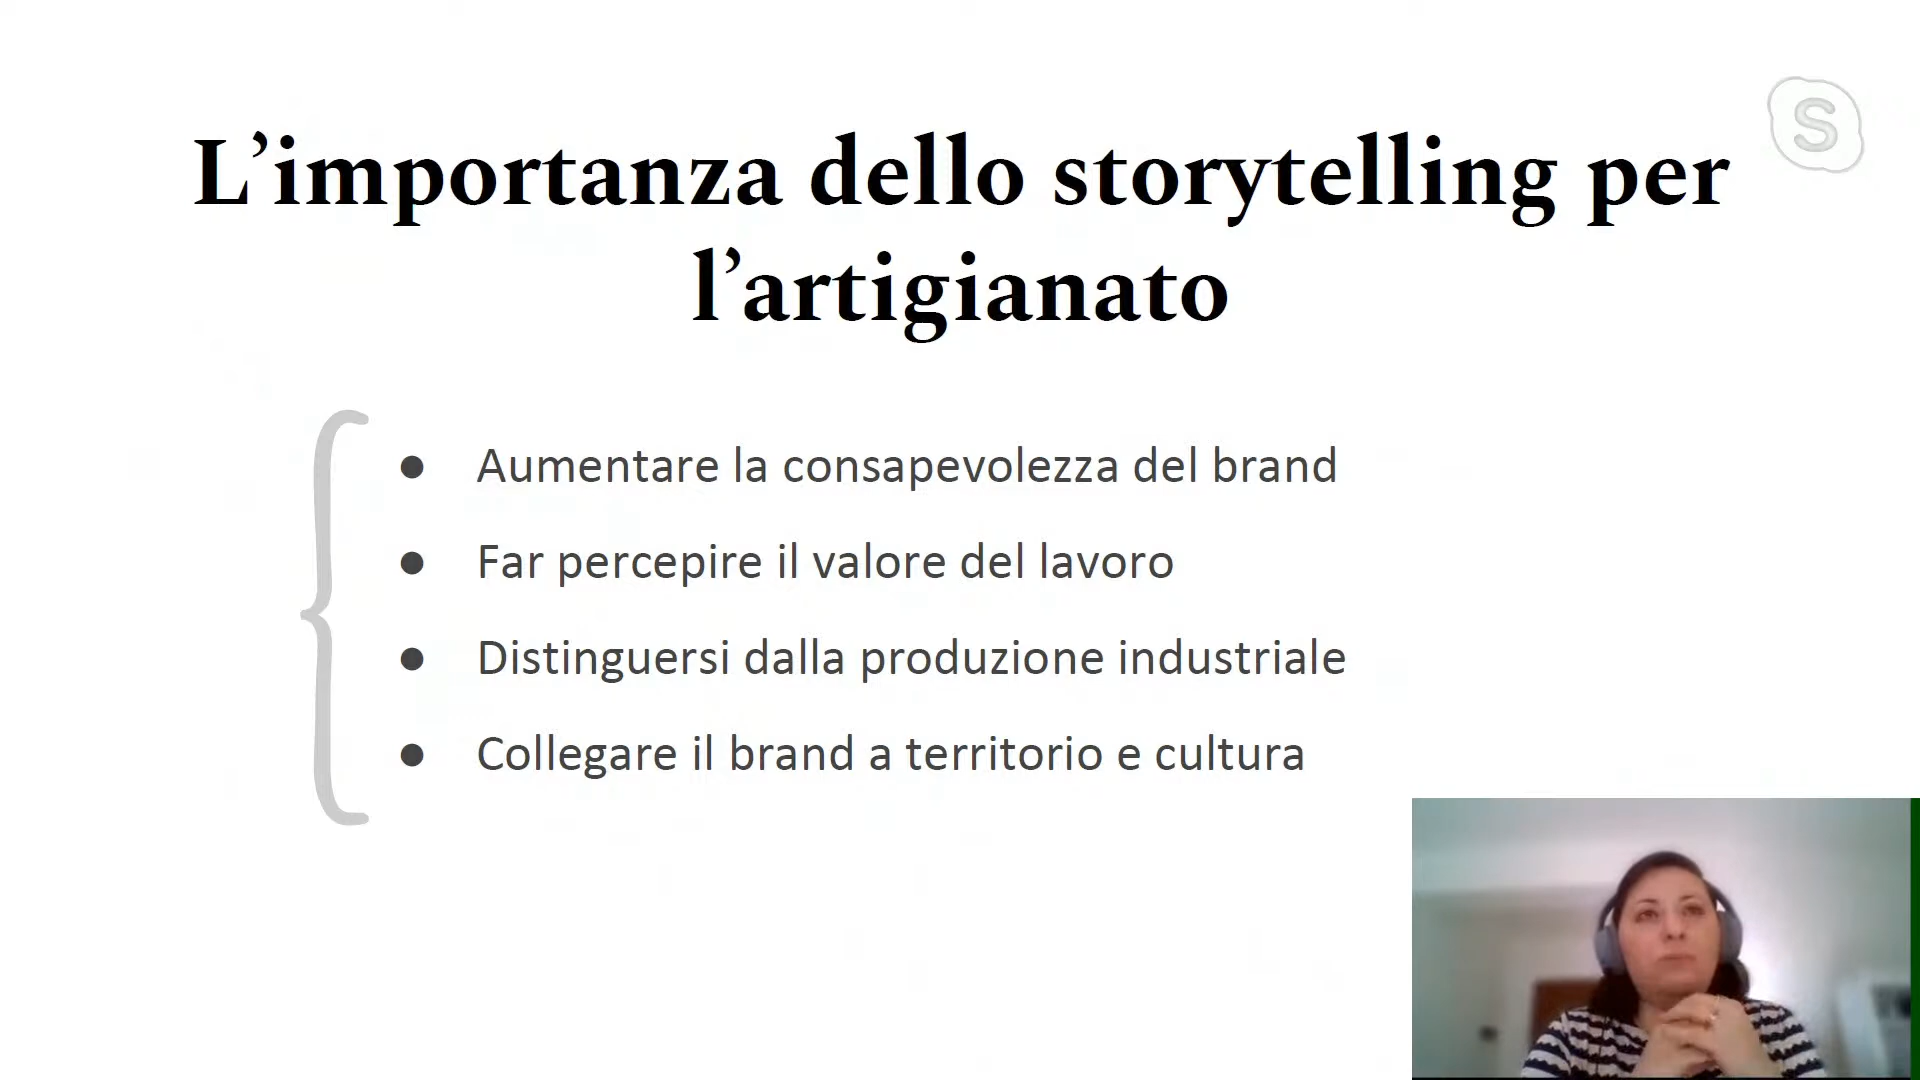 L’importanza dello storytelling per
l’artigianato
S
● Aumentare la consapevolezza del brand
● Far percepire il valore del lavoro
● Distinguersi dalla produzione industriale
● Collegare il brand a territorio e cultura